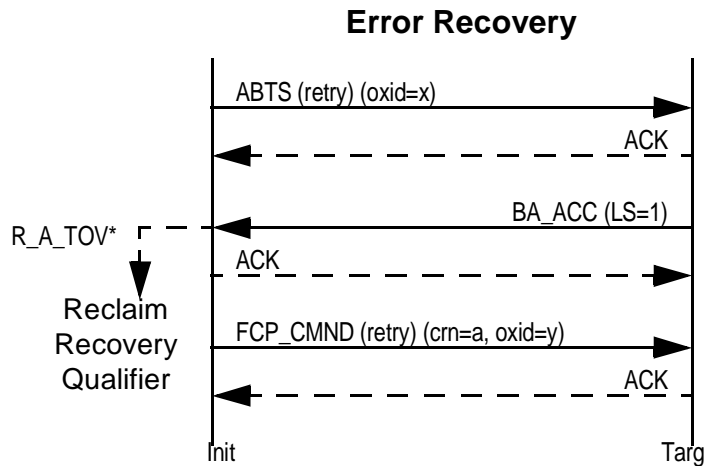 Error Recovery
ABTS (retry) (oxid=x)
ACK
BA_ACC (LS=1)
R_A_TOV*
ACK
Reclaim
Recovery
Qualifier
FCP_CMND (retry) (crn=a, oxid=y)
ACK
Init
Targ